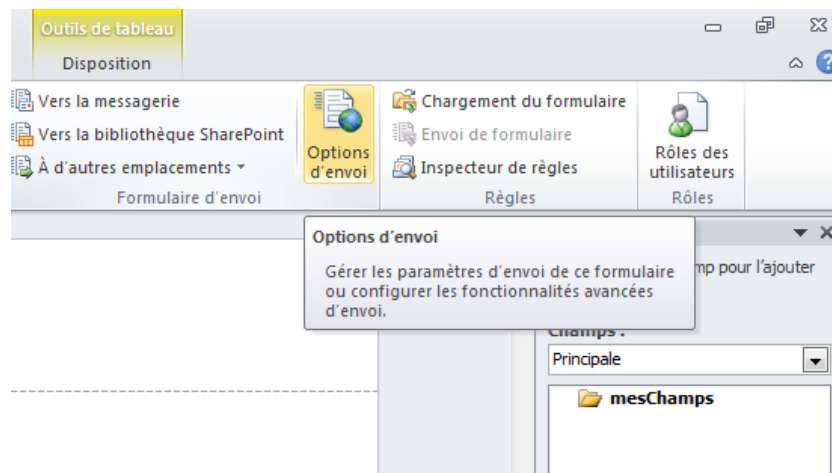 Outils de tableau
Disposition
Vers la messagerie
Vers la bibliothèque SharePoint
À d'autres emplacements
Formulaire d'envoi
Options
d'envoi
Chargement du formulaire
Envoi de formulaire
Inspecteur de règles
Règles
Rôles des
utilisateurs
Rôles
Options d'envoi
Gérer les paramètres d'envoi de ce formulaire
ou configurer les fonctionnalités avancées
d'envoi.
pour l'ajouter
Champs :
Principale
mesChamps